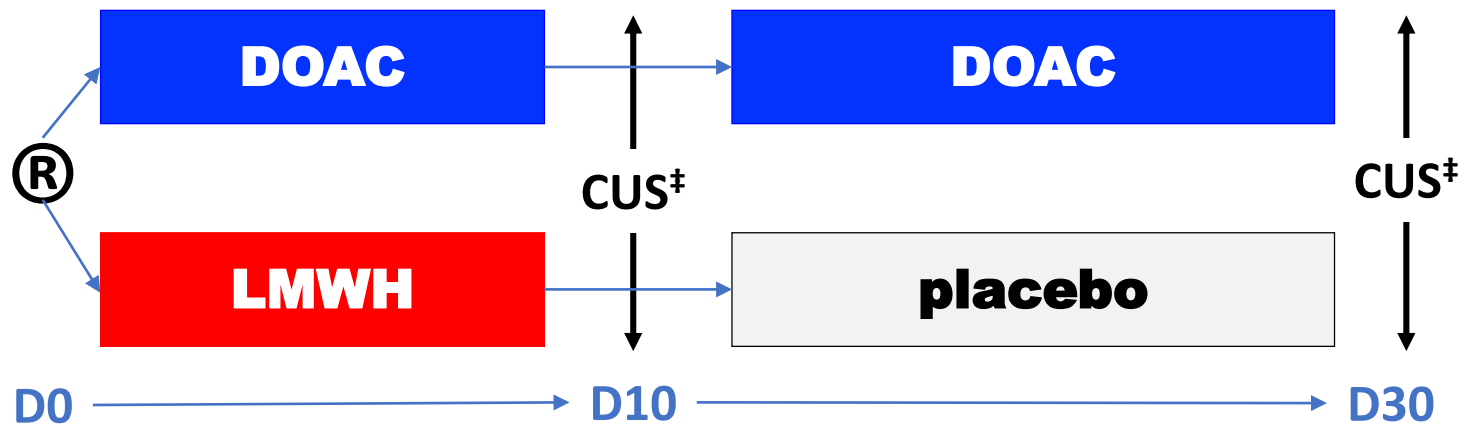 DOAC
DOAC
®
CUS‡
CUS‡
LMWH
placebo
D0
D10
D30